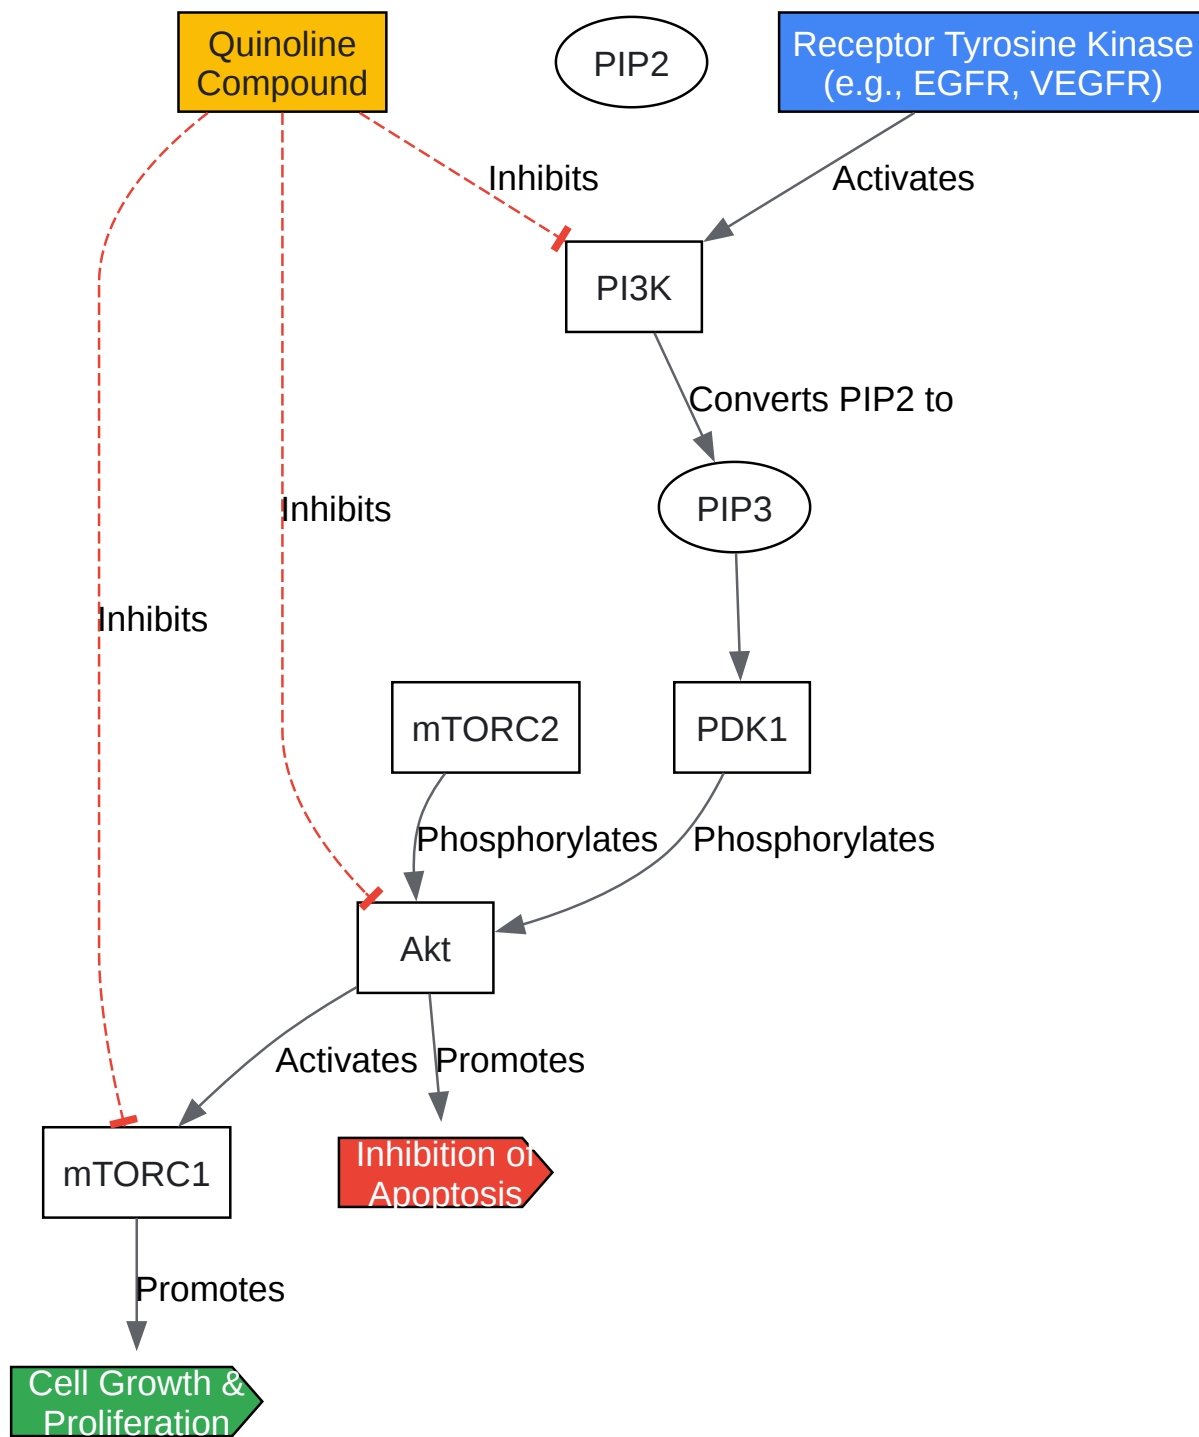 Quinoline
Compound
PIP2
Receptor Tyrosine Kinase
(e.g., EGFR, VEGFR)
Inhibits
Activates
PI3K
Converts PIP2 to
PIP3
Inhibits
Inhibits
mTORC2
PDK1
Phosphorylates
Phosphorylates
Akt
Activates
Promotes
mTORC1
Inhibition of
Apoptosis
Promotes
Cell Growth &
Proliferation